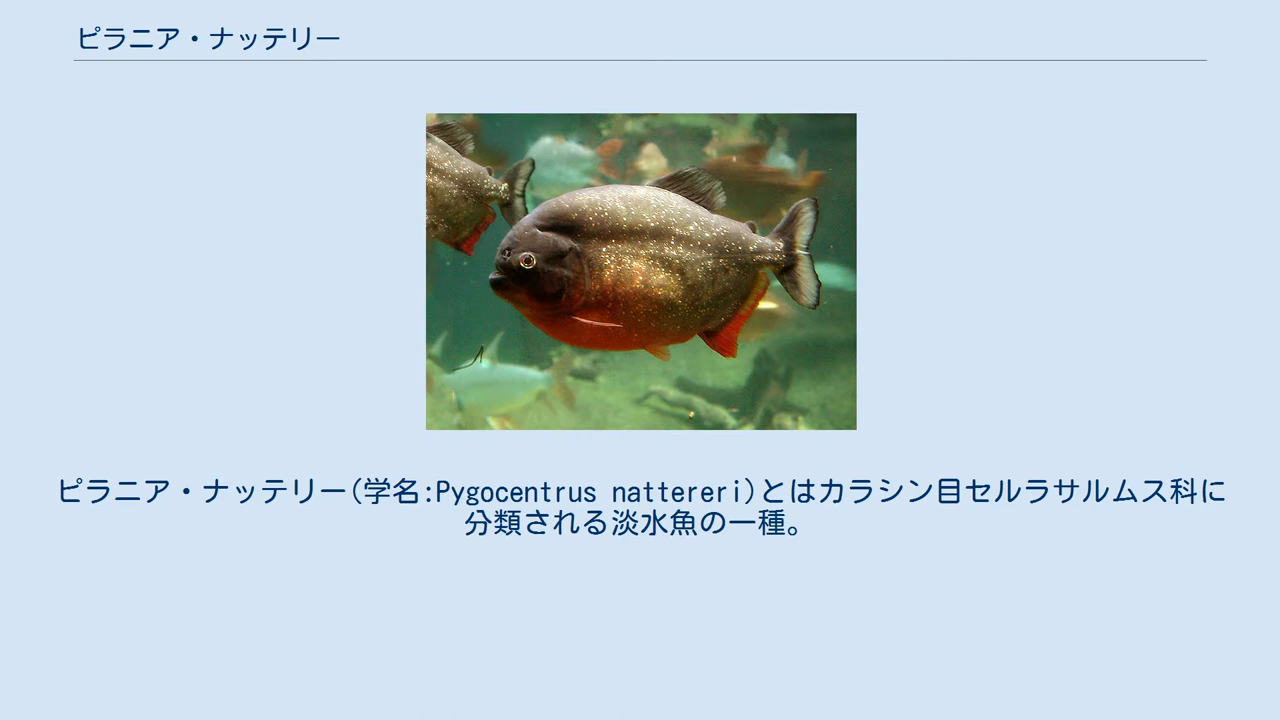 ピラニア・ナッテリー
ピラニア・ナッテリー(学名:Pygocentrus nattereri)とはカラシン目セルラサルムス科に
分類される淡水魚の一種。